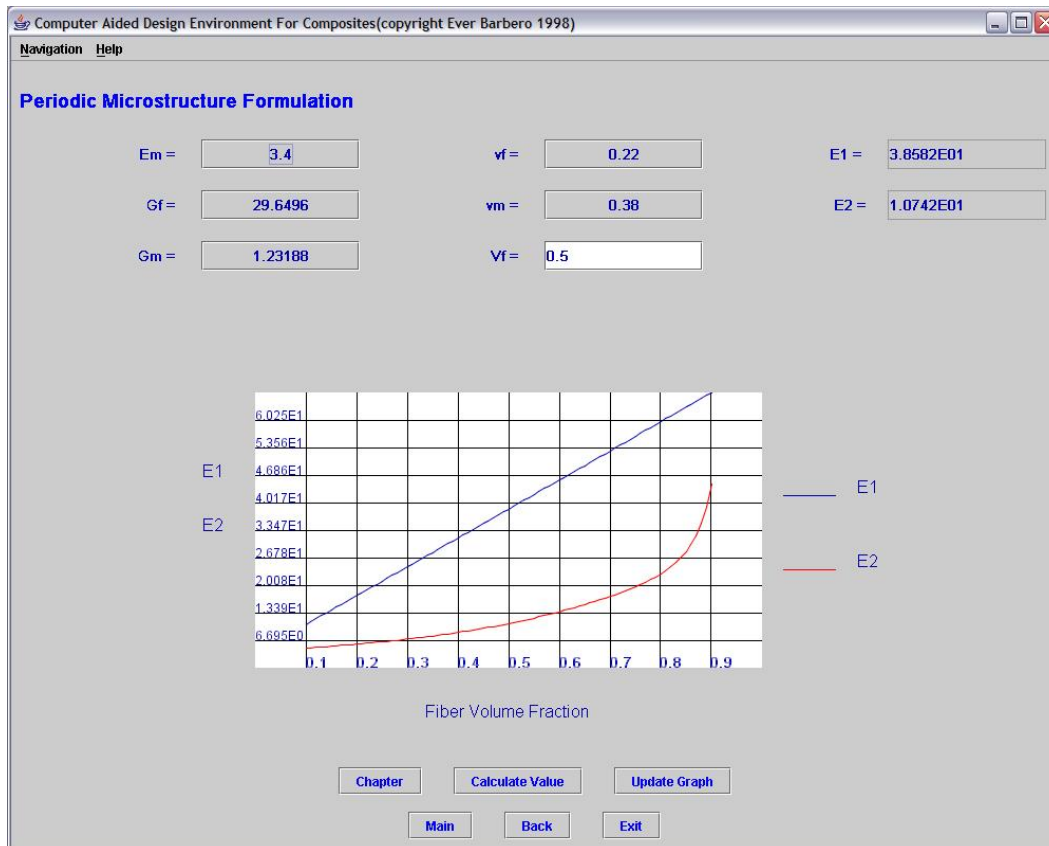 Computer Aided Design Environment For Composites(copyright Ever Barbero 1998)
Navigation Help
Periodic Microstructure Formulation
Em = 3.4 vf = 0.22 E1 = 3.8582E01
Gf = 29.6496 vm = 0.38 E2 = 1.0742E01
Gm = 1.23188 Vf = 0.5
6.025E1
5.356E1
4.686E1
E1
4.017E1
E1
E2
3.347E1
2.678E1
E2
2.008E1
1.339E1
6.695E0
0.1 0.2 0.3 0.4 0.5 0.6 0.7 0.8 0.9
Fiber Volume Fraction
Chapter Calculate Value Update Graph
Main Back Exit